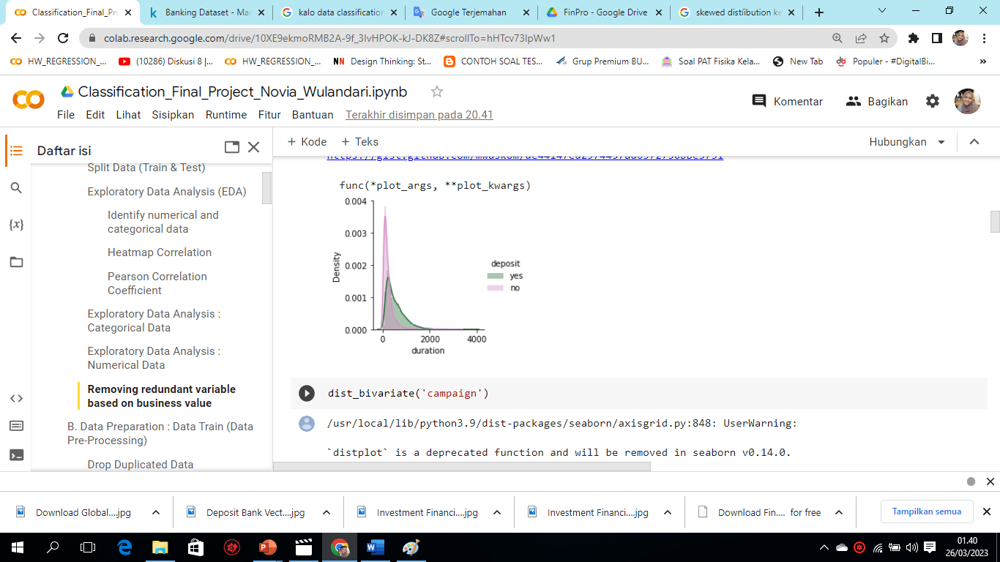 Classification_Final_Pro
Banking Dataset - Mar
kalo data classification
Google Terjemahan
FinPro - Google Drive
skewed distiibution ke
colab.research.google.com/drive/10XE9ekmoRMB2A-9f_3IvHPOK-kJ-DK8Z#scrollTo=hHTcv73IpWw1
HW_REGRESSION_...
(10286) Diskusi 8 |...
HW_REGRESSION_...
NN Design Thinking: St...
CONTOH SOAL TES...
Grup Premium BU...
Soal PAT Fisika Kela...
New Tab
Populer - #DigitalBi...
»
Classification_Final_Project_Novia_Wulandari.ipynb
File Edit Lihat Sisipkan Runtime Fitur Bantuan Terakhir disimpan pada 20.41
Komentar
Bagikan
Daftar isi
Split Data (Train & Test)
Exploratory Data Analysis (EDA)
Identify numerical and
categorical data
Heatmap Correlation
Pearson Correlation
Coefficient
Exploratory Data Analysis :
Categorical Data
Exploratory Data Analysis :
Numerical Data
Removing redundant variable
based on business value
B. Data Preparation : Data Train (Data
Pre-Processing)
Drop Duplicated Data
+ Kode + Teks
Hubungkan
func(*plot_args, **plot_kwargs)
0.004
0.003
0.002
0.001
0.000
Density
0 2000 4000
duration
deposit
yes
no
dist_bivariate('campaign')
/usr/local/lib/python3.9/dist-packages/seaborn/axisgrid.py:848: UserWarning:
`distplot` is a deprecated function and will be removed in seaborn v0.14.0.
Download Global....jpg
Deposit Bank Vect....jpg
Investment Financi....jpg
Investment Financi....jpg
Download Fin.... for free
Tampilkan semua
01.40
26/03/2023